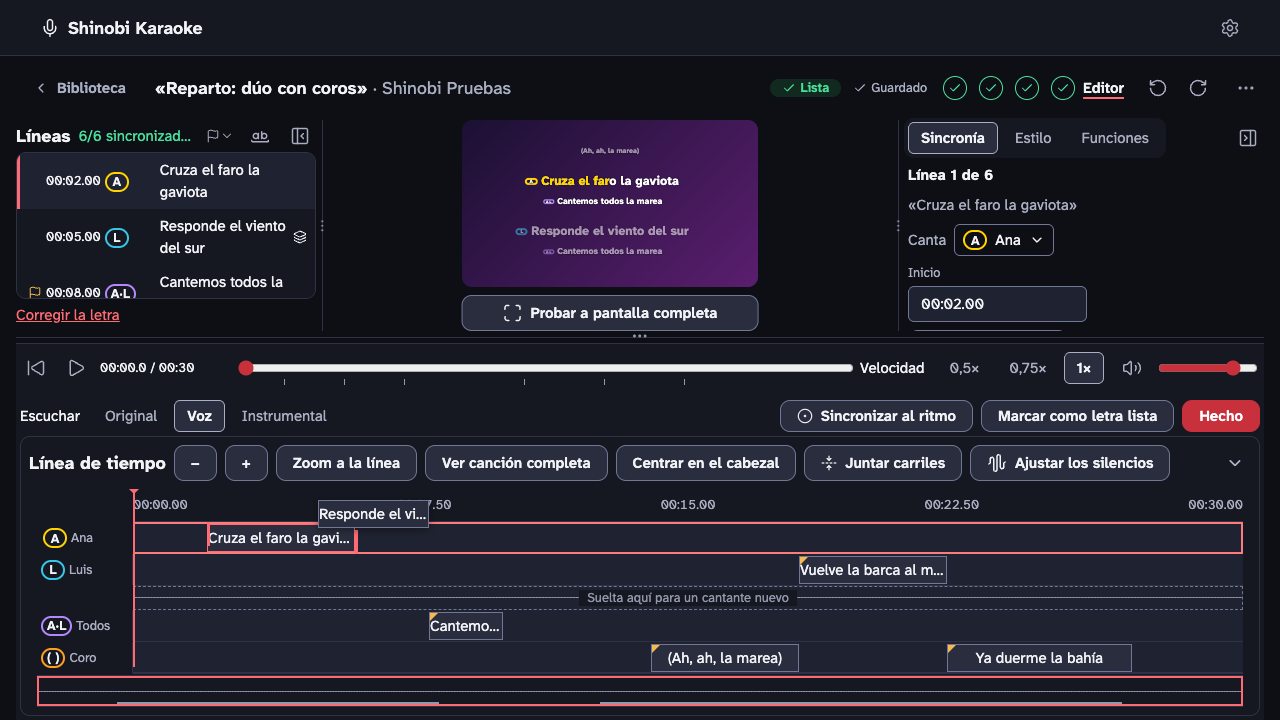 Shinobi Karaoke
Biblioteca
«Reparto: dúo con coros» · Shinobi Pruebas
Lista
Guardado
Editor
Líneas
6/6 sincronizad...
ab
00:02.00 A Cruza el faro la gaviota
00:05.00 L Responde el viento del sur
00:08.00 A·L Cantemos todos la
Corregir la letra
(Ah, ah, la marea)
Cruza el faro la gaviota
Cantemos todos la marea
Responde el viento del sur
Cantemos todos la marea
Probar a pantalla completa
Sincronía
Estilo
Funciones
Línea 1 de 6
«Cruza el faro la gaviota»
Canta A Ana
Inicio
00:02.00
00:00.0 / 00:30
Velocidad
0,5×
0,75×
1×
Escuchar
Original
Voz
Instrumental
Sincronizar al ritmo
Marcar como letra lista
Hecho
Línea de tiempo
−
+
Zoom a la línea
Ver canción completa
Centrar en el cabezal
Juntar carriles
Ajustar los silencios
00:00.00
7.50
00:15.00
00:22.50
00:30.00
Responde el vi...
A Ana
Cruza el faro la gavi...
L Luis
Vuelve la barca al m...
Suelta aquí para un cantante nuevo
A·L Todos
Cantemo...
( ) Coro
(Ah, ah, la marea)
Ya duerme la bahía